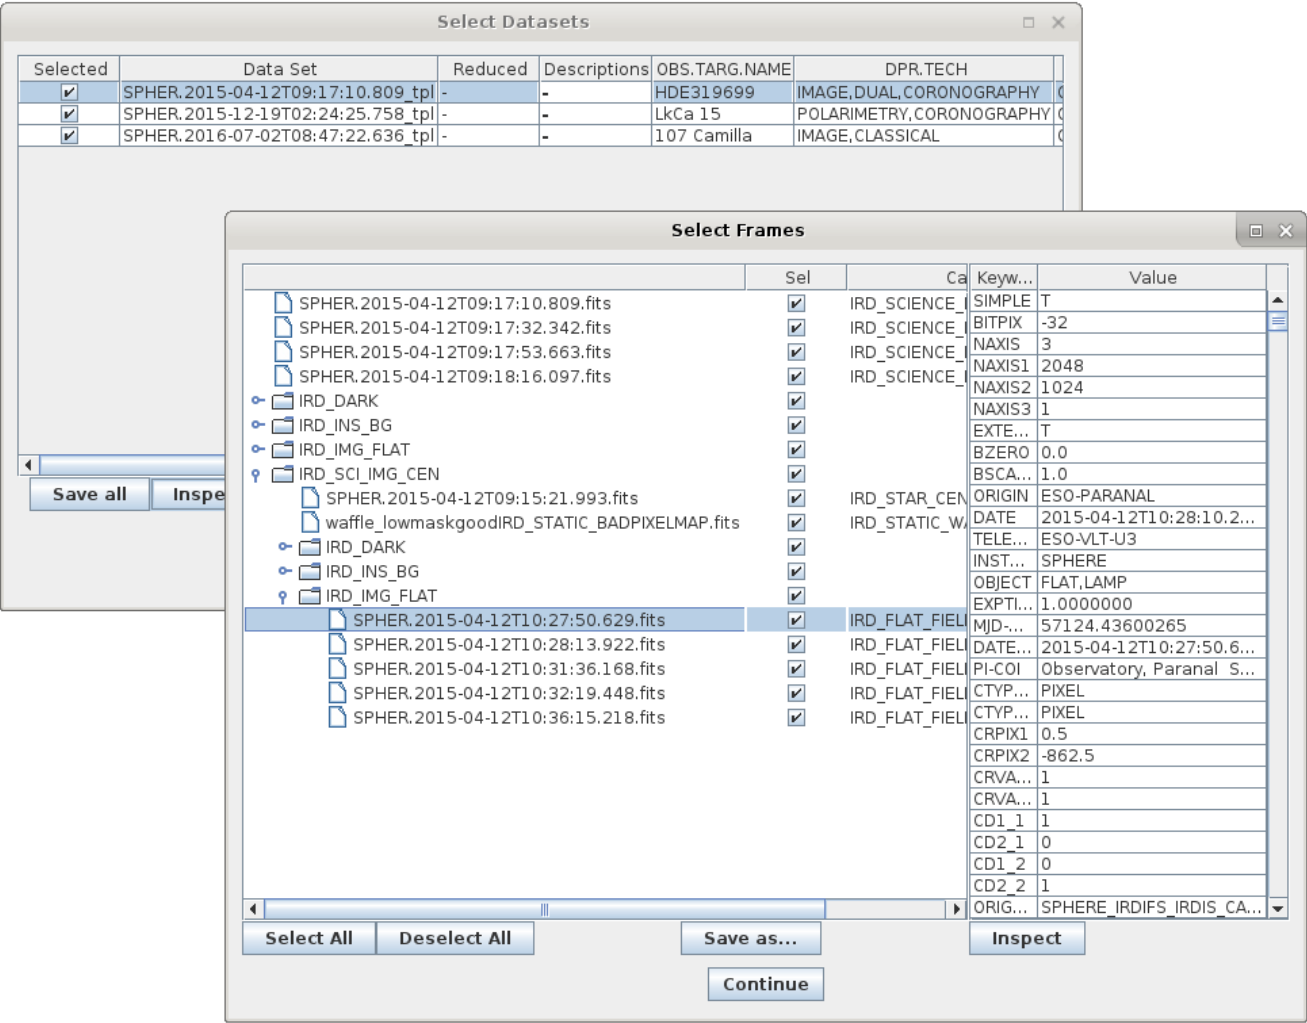 Select Datasets
Selected Data Set Reduced Descriptions OBS.TARG.NAME DPR.TECH
SPHER.2015-04-12T09:17:10.809_tpl - - HDE319699 IMAGE,DUAL,CORONOGRAPHY
SPHER.2015-12-19T02:24:25.758_tpl - - LkCa 15 POLARIMETRY,CORONOGRAPHY
SPHER.2016-07-02T08:47:22.636_tpl - - 107 Camilla IMAGE,CLASSICAL
Save all Inspe
Select Frames
Sel Ca Keyw... Value
SPHER.2015-04-12T09:17:10.809.fits IRD_SCIENCE_
SPHER.2015-04-12T09:17:32.342.fits IRD_SCIENCE_
SPHER.2015-04-12T09:17:53.663.fits IRD_SCIENCE_
SPHER.2015-04-12T09:18:16.097.fits IRD_SCIENCE_
IRD_DARK
IRD_INS_BG
IRD_IMG_FLAT
IRD_SCI_IMG_CEN
SPHER.2015-04-12T09:15:21.993.fits IRD_STAR_CEN
waffle_lowmaskgoodIRD_STATIC_BADPIXELMAP.fits IRD_STATIC_WA
IRD_DARK
IRD_INS_BG
IRD_IMG_FLAT
SPHER.2015-04-12T10:27:50.629.fits IRD_FLAT_FIEL
SPHER.2015-04-12T10:28:13.922.fits IRD_FLAT_FIEL
SPHER.2015-04-12T10:31:36.168.fits IRD_FLAT_FIEL
SPHER.2015-04-12T10:32:19.448.fits IRD_FLAT_FIEL
SPHER.2015-04-12T10:36:15.218.fits IRD_FLAT_FIEL
SIMPLE T
BITPIX -32
NAXIS 3
NAXIS1 2048
NAXIS2 1024
NAXIS3 1
EXTE... T
BZERO 0.0
BSCA... 1.0
ORIGIN ESO-PARANAL
DATE 2015-04-12T10:28:10.2...
TELE... ESO-VLT-U3
INST... SPHERE
OBJECT FLAT,LAMP
EXPTI... 1.0000000
MJD-... 57124.43600265
DATE... 2015-04-12T10:27:50.6...
PI-COI Observatory, Paranal S...
CTYP... PIXEL
CTYP... PIXEL
CRPIX1 0.5
CRPIX2 -862.5
CRVA... 1
CRVA... 1
CD1_1 1
CD2_1 0
CD1_2 0
CD2_2 1
ORIG... SPHERE_IRDIFS_IRDIS_CA...
Select All Deselect All Save as... Inspect
Continue